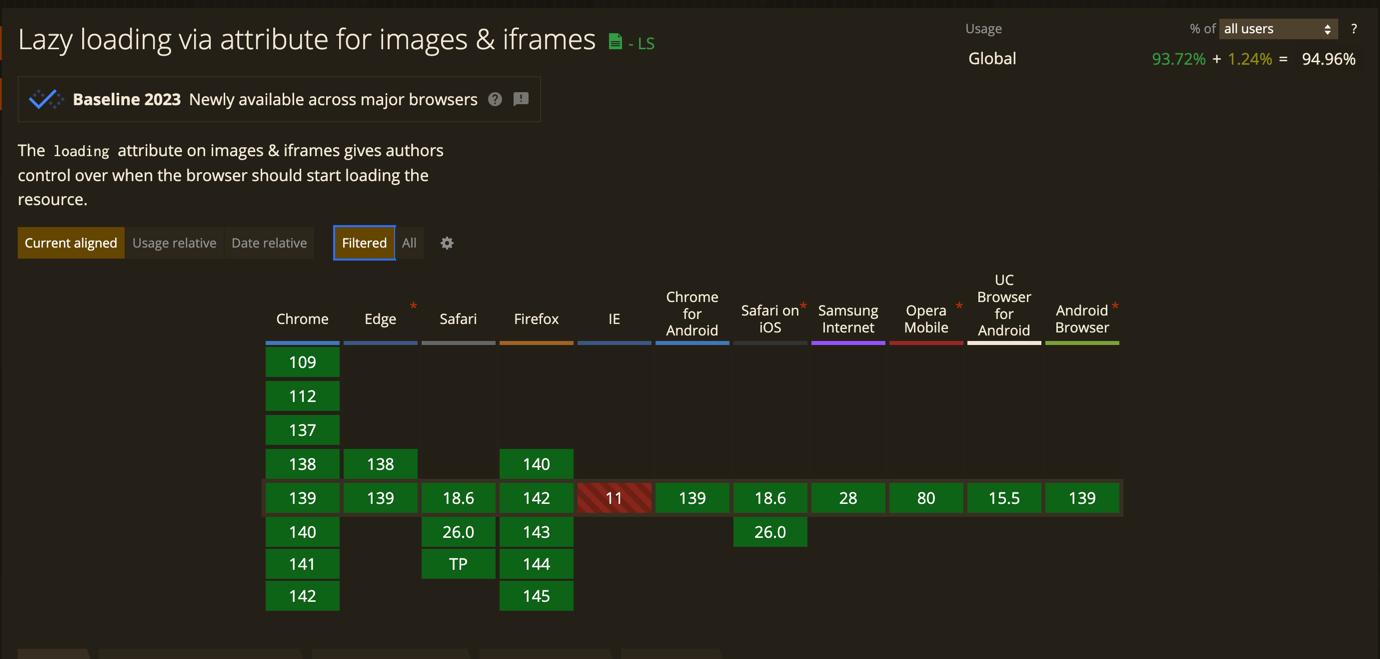 Lazy loading via attribute for images & iframes - LS
Usage % of all users ?
Global 93.72% + 1.24% = 94.96%
Baseline 2023 Newly available across major browsers ? !
The loading attribute on images & iframes gives authors
control over when the browser should start loading the
resource.
Current aligned Usage relative Date relative Filtered All
Chrome
Edge *
Safari
Firefox
IE
Chrome
for
Android
Safari on *
iOS
Samsung
Internet
Opera *
Mobile
UC
Browser
for
Android
Android *
Browser
109
112
137
138 138 140
139 139 18.6 142 11 139 18.6 28 80 15.5 139
140 26.0 143 26.0
141 TP 144
142 145